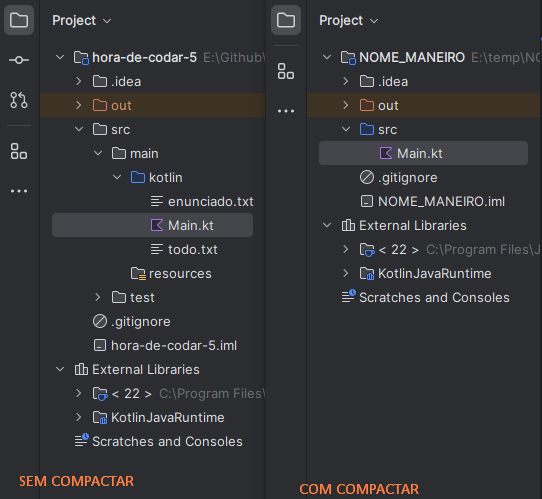 Project
hora-de-codar-5 E:\Github\
.idea
out
src
main
kotlin
enunciado.txt
Main.kt
todo.txt
resources
test
.gitignore
hora-de-codar-5.iml
External Libraries
< 22 > C:\Program Files\
KotlinJavaRuntime
Scratches and Consoles
SEM COMPACTAR
Project
NOME_MANEIRO E:\temp\NO
.idea
out
src
Main.kt
.gitignore
NOME_MANEIRO.iml
External Libraries
< 22 > C:\Program Files\J
KotlinJavaRuntime
Scratches and Consoles
COM COMPACTAR